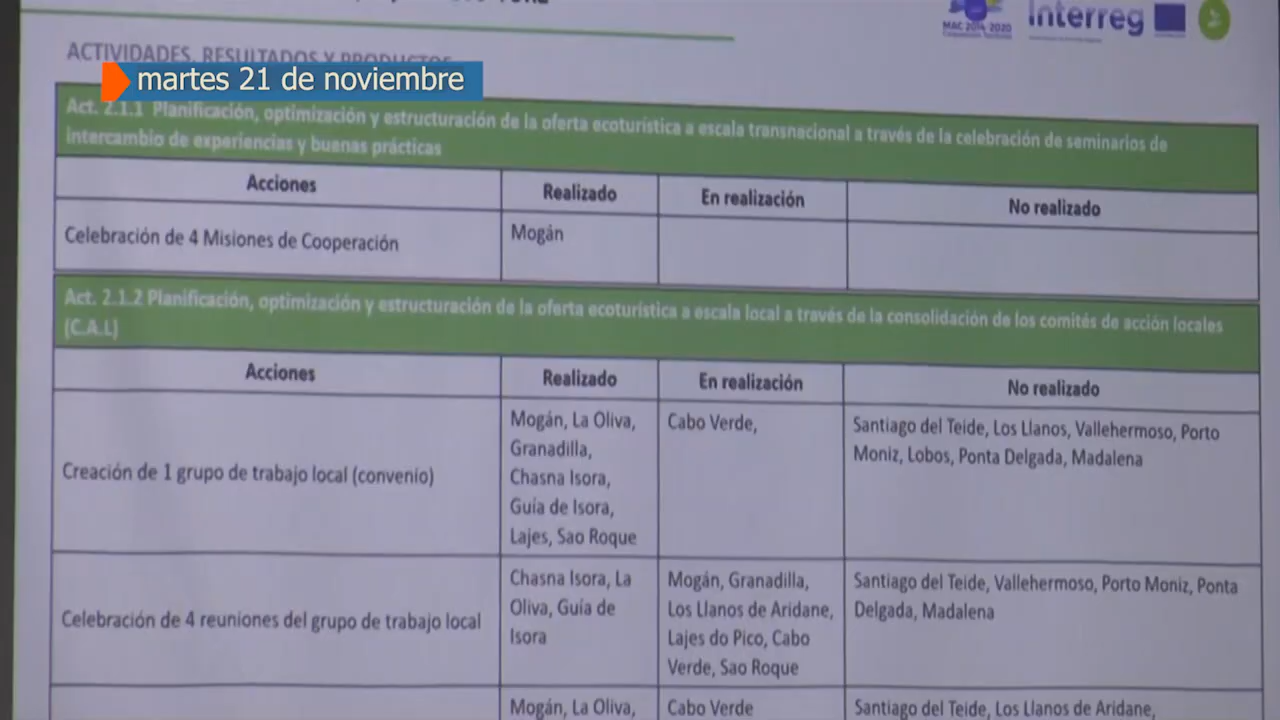 MAC 2014-2020
Interreg
ACTIVIDADES, RESULTADOS Y PRODUCTOS
martes 21 de noviembre
Act. 2.1.1 Planificación, optimización y estructuración de la oferta ecoturística a escala transnacional a través de la celebración de seminarios de
intercambio de experiencias y buenas prácticas
Acciones
Realizado
En realización
No realizado
Celebración de 4 Misiones de Cooperación
Mogán
Act. 2.1.2 Planificación, optimización y estructuración de la oferta ecoturística a escala local a través de la consolidación de los comités de acción locales
(C.A.L)
Acciones
Realizado
En realización
No realizado
Creación de 1 grupo de trabajo local (convenio)
Mogán, La Oliva,
Granadilla,
Chasna Isora,
Guía de Isora,
Lajes, Sao Roque
Cabo Verde,
Santiago del Teide, Los Llanos, Vallehermoso, Porto
Moniz, Lobos, Ponta Delgada, Madalena
Celebración de 4 reuniones del grupo de trabajo local
Chasna Isora, La
Oliva, Guía de
Isora
Mogán, Granadilla,
Los Llanos de Aridane,
Lajes do Pico, Cabo
Verde, Sao Roque
Santiago del Teide, Vallehermoso, Porto Moniz, Ponta
Delgada, Madalena
Mogán, La Oliva,
Cabo Verde
Santiago del Teide, Los Llanos de Aridane,